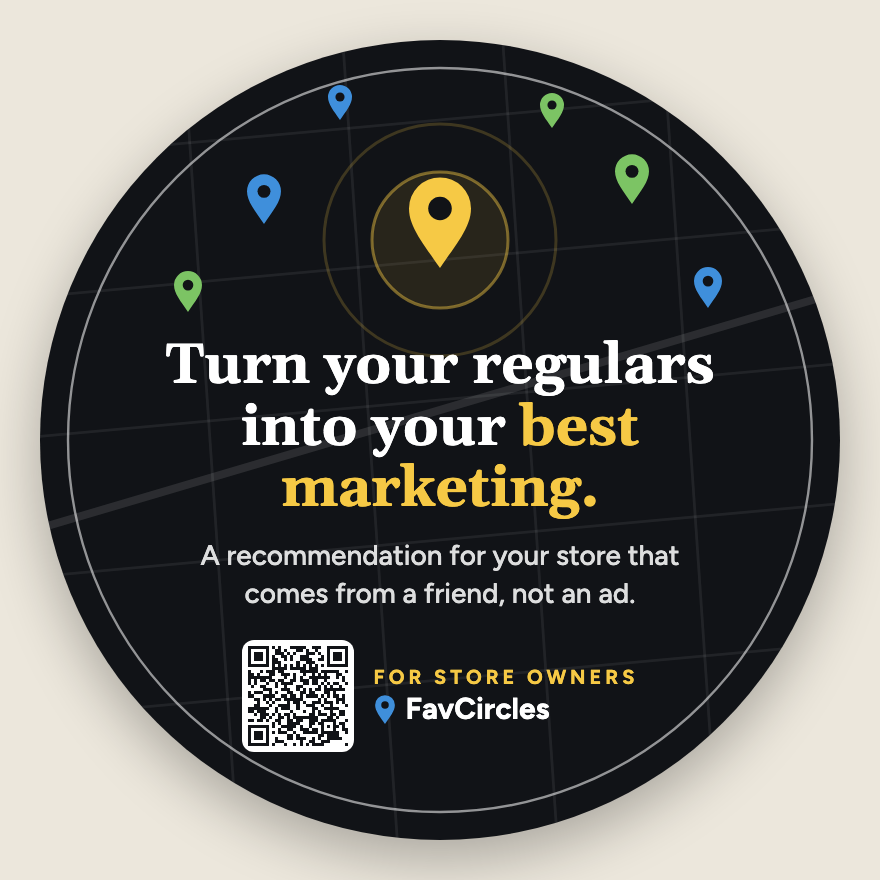 Turn your regulars
into your best
marketing.
A recommendation for your store that
comes from a friend, not an ad.
FOR STORE OWNERS
FavCircles